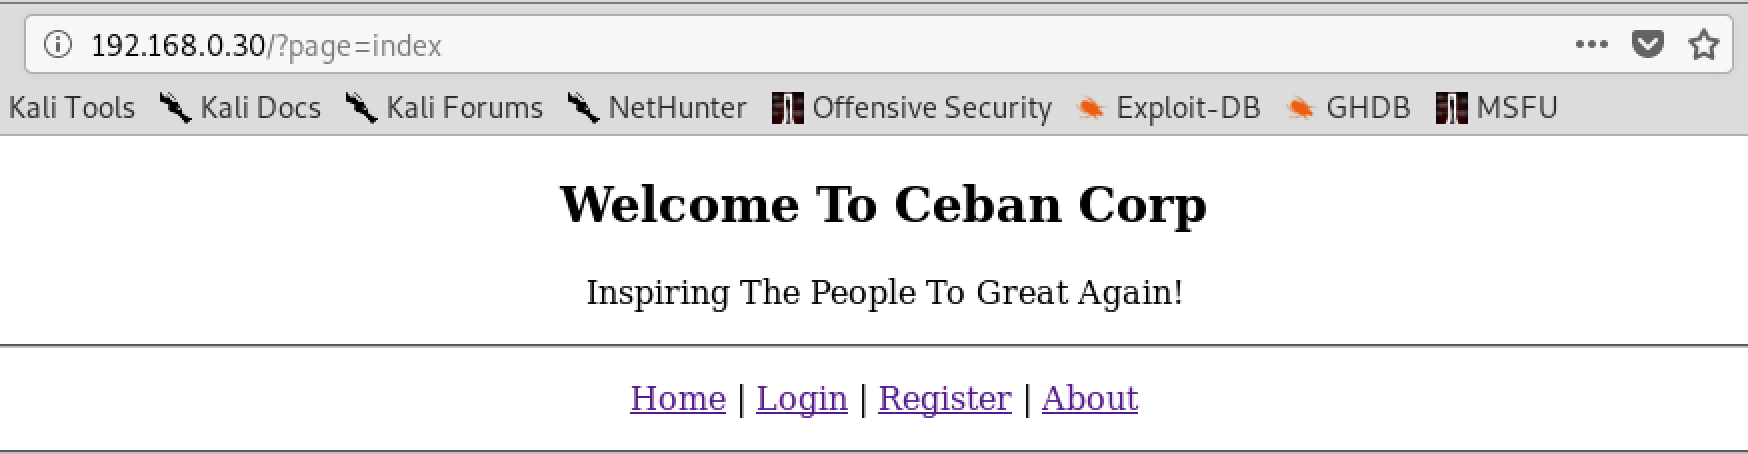 192.168.0.30/?page=index
Kali Tools Kali Docs Kali Forums NetHunter Offensive Security Exploit-DB GHDB MSFU
Welcome To Ceban Corp
Inspiring The People To Great Again!
Home | Login | Register | About